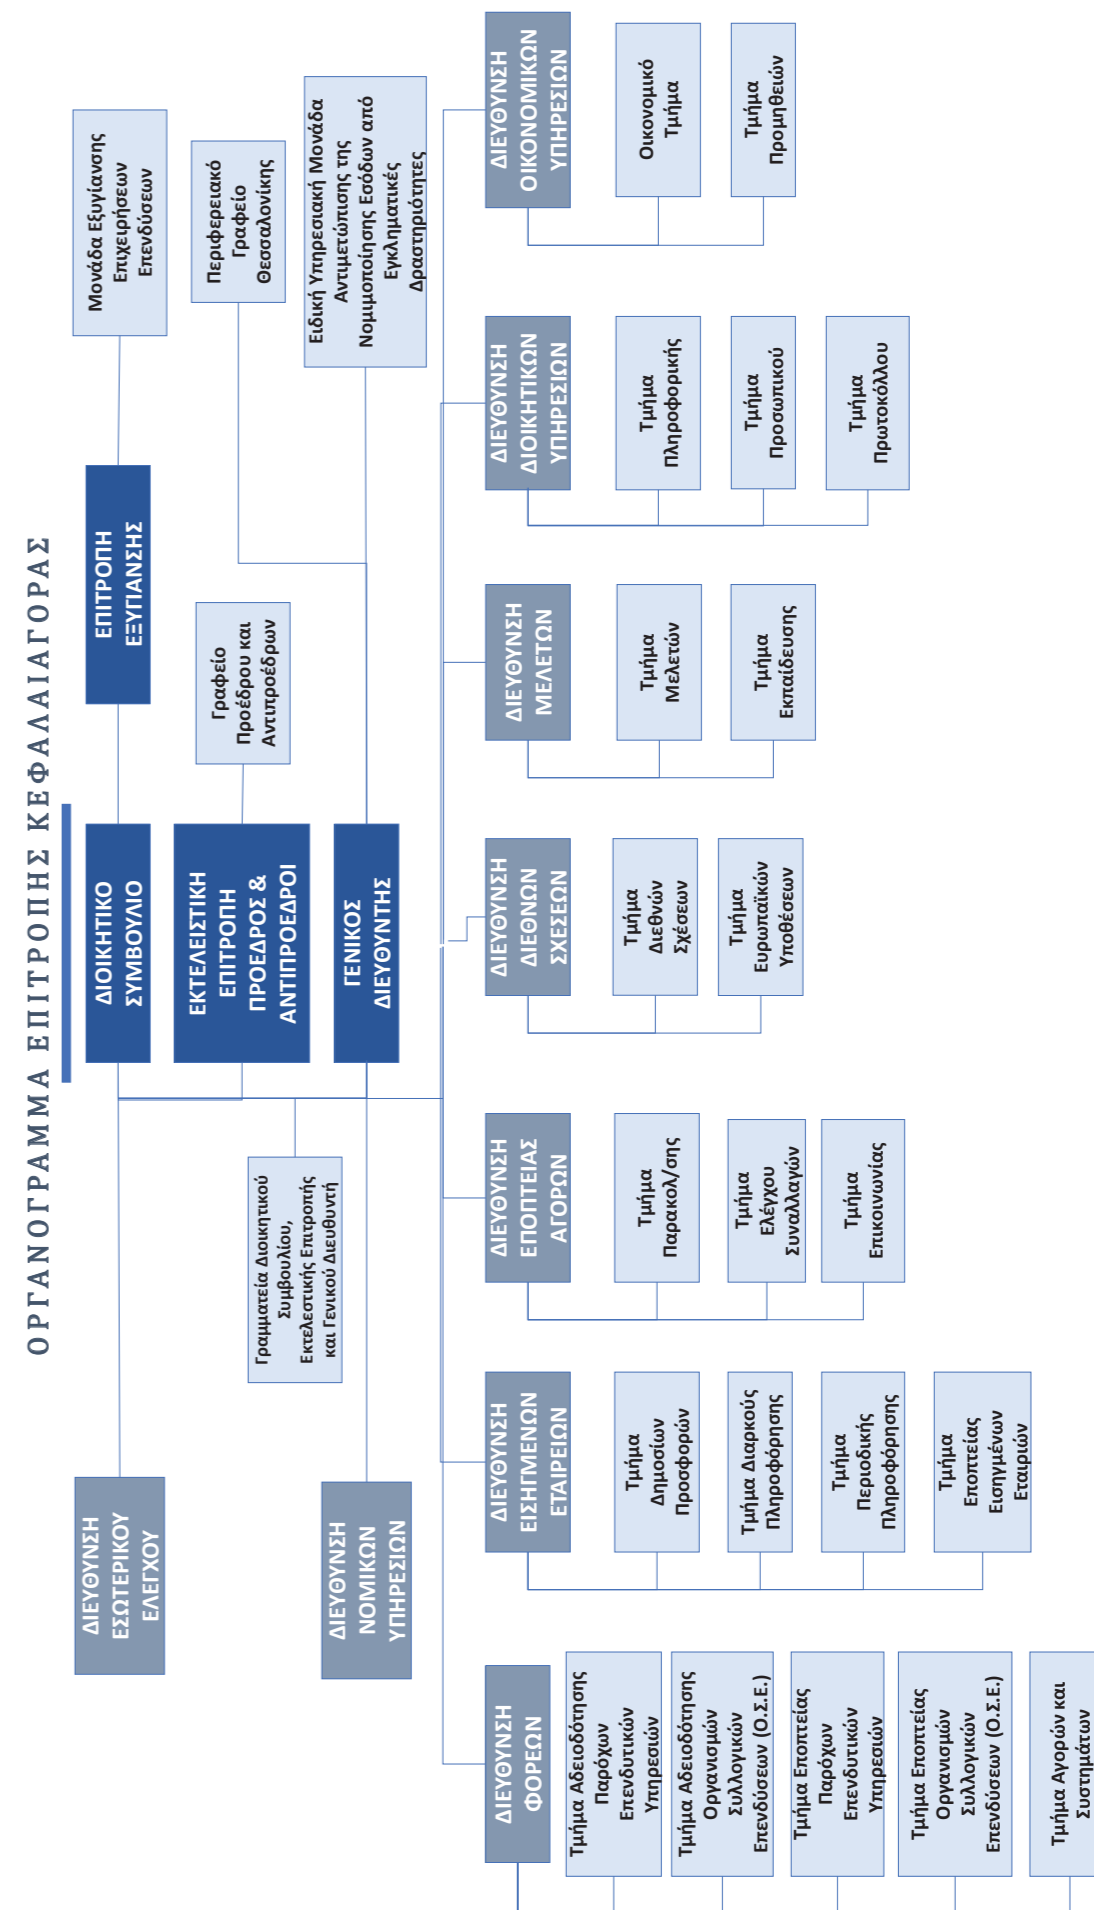 ΟΡΓΑΝΟΓΡΑΜΜΑ ΕΠΙΤΡΟΠΗΣ ΚΕΦΑΛΑΙΑΓΟΡΑΣ
ΔΙΕΥΘΥΝΣΗ
ΕΣΩΤΕΡΙΚΟΥ
ΕΛΕΓΧΟΥ
ΔΙΟΙΚΗΤΙΚΟ
ΣΥΜΒΟΥΛΙΟ
ΕΠΙΤΡΟΠΗ
ΕΞΥΓΙΑΝΣΗΣ
Μονάδα Εξυγίανσης
Επιχειρήσεων
Επενδύσεων
ΕΚΤΕΛΕΙΣΤΙΚΗ
ΕΠΙΤΡΟΠΗ
ΠΡΟΕΔΡΟΣ &
ΑΝΤΙΠΡΟΕΔΡΟΙ
Γραφείο
Προέδρου και
Αντιπροέδρων
Περιφερειακό
Γραφείο
Θεσσαλονίκης
Γραμματεία Διοικητικού
Συμβουλίου,
Εκτελεστικής Επιτροπής
και Γενικού Διευθυντή
ΔΙΕΥΘΥΝΣΗ
ΝΟΜΙΚΩΝ
ΥΠΗΡΕΣΙΩΝ
ΓΕΝΙΚΟΣ
ΔΙΕΥΘΥΝΤΗΣ
Ειδική Υπηρεσιακή Μονάδα
Αντιμετώπισης της
Νομιμοποίησης Εσόδων από
Εγκληματικές
Δραστηριότητες
ΔΙΕΥΘΥΝΣΗ
ΦΟΡΕΩΝ
Τμήμα Αδειοδότησης
Παρόχων
Επενδυτικών
Υπηρεσιών
Τμήμα Αδειοδότησης
Οργανισμών
Συλλογικών
Επενδύσεων (Ο.Σ.Ε.)
Τμήμα Εποπτείας
Παρόχων
Επενδυτικών
Υπηρεσιών
Τμήμα Εποπτείας
Οργανισμών
Συλλογικών
Επενδύσεων (Ο.Σ.Ε.)
Τμήμα Αγορών και
Συστημάτων
ΔΙΕΥΘΥΝΣΗ
ΕΙΣΗΓΜΕΝΩΝ
ΕΤΑΙΡΕΙΩΝ
Τμήμα
Δημοσίων
Προσφορών
Τμήμα Διαρκούς
Πληροφόρησης
Τμήμα
Περιοδικής
Πληροφόρησης
Τμήμα
Εποπτείας
Εισηγμένων
Εταιριών
ΔΙΕΥΘΥΝΣΗ
ΕΠΟΠΤΕΙΑΣ
ΑΓΟΡΩΝ
Τμήμα
Παρακολ/σης
Τμήμα
Ελέγχου
Συναλλαγών
Τμήμα
Επικοινωνίας
ΔΙΕΥΘΥΝΣΗ
ΔΙΕΘΝΩΝ
ΣΧΕΣΕΩΝ
Τμήμα
Διεθνών
Σχέσεων
Τμήμα
Ευρωπαϊκών
Υποθέσεων
ΔΙΕΥΘΥΝΣΗ
ΜΕΛΕΤΩΝ
Τμήμα
Μελετών
Τμήμα
Εκπαίδευσης
ΔΙΕΥΘΥΝΣΗ
ΔΙΟΙΚΗΤΙΚΩΝ
ΥΠΗΡΕΣΙΩΝ
Τμήμα
Πληροφορικής
Τμήμα
Προσωπικού
Τμήμα
Πρωτοκόλλου
ΔΙΕΥΘΥΝΣΗ
ΟΙΚΟΝΟΜΙΚΩΝ
ΥΠΗΡΕΣΙΩΝ
Οικονομικό
Τμήμα
Τμήμα
Προμηθειών